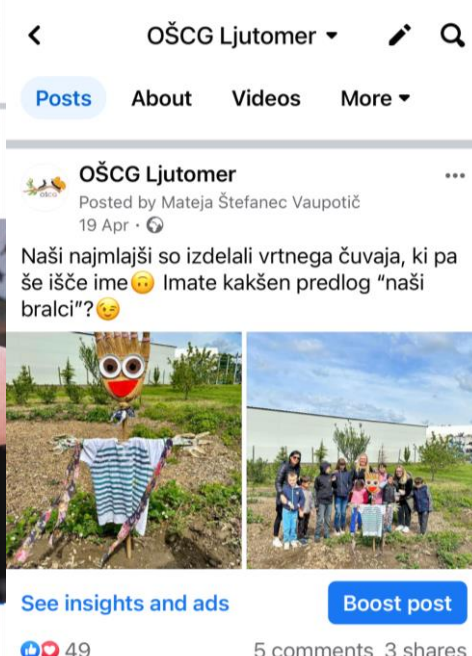 OŠCG Ljutomer
Posts About Videos More
OŠCG Ljutomer
Posted by Mateja Štefanec Vaupotič
19 Apr ·
Naši najmlajši so izdelali vrtnega čuvaja, ki pa
še išče ime🙃 Imate kakšen predlog "naši
bralci"?😉
See insights and ads
Boost post
49
5 comments 3 shares